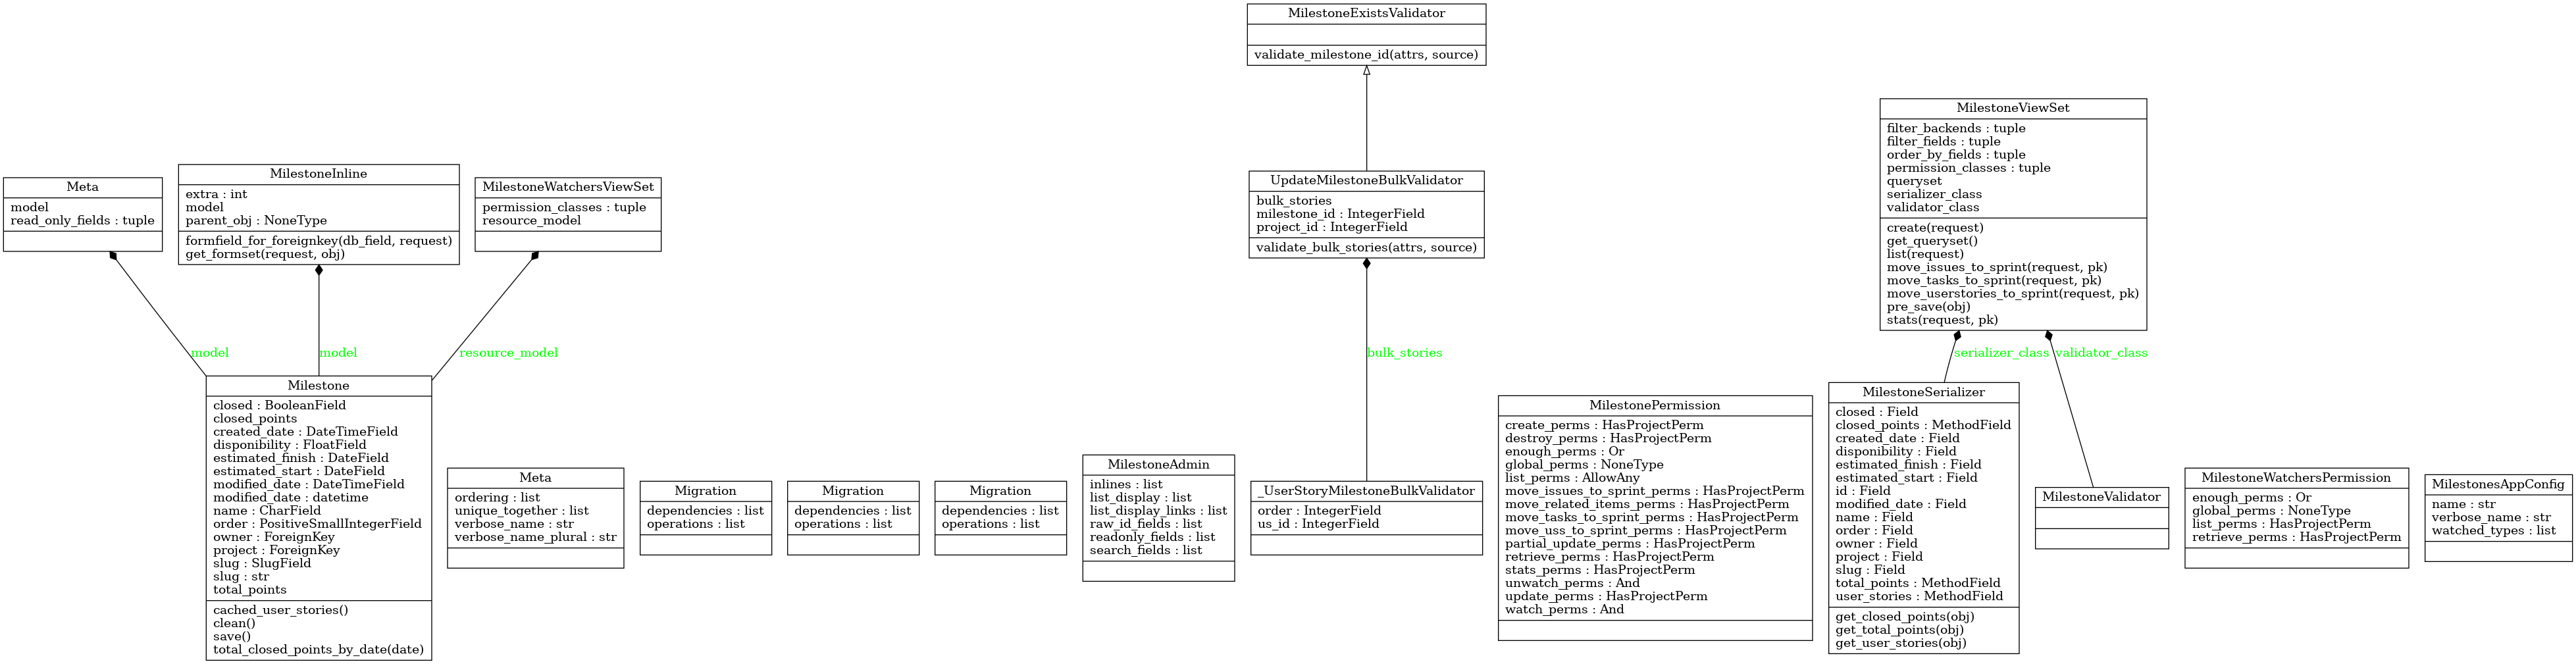 MilestoneExistsValidator
validate_milestone_id(attrs, source)
Meta
model
read_only_fields : tuple
MilestoneInline
extra : int
model
parent_obj : NoneType
formfield_for_foreignkey(db_field, request)
get_formset(request, obj)
MilestoneWatchersViewSet
permission_classes : tuple
resource_model
UpdateMilestoneBulkValidator
bulk_stories
milestone_id : IntegerField
project_id : IntegerField
validate_bulk_stories(attrs, source)
MilestoneViewSet
filter_backends : tuple
filter_fields : tuple
order_by_fields : tuple
permission_classes : tuple
queryset
serializer_class
validator_class
create(request)
get_queryset()
list(request)
move_issues_to_sprint(request, pk)
move_tasks_to_sprint(request, pk)
move_userstories_to_sprint(request, pk)
pre_save(obj)
stats(request, pk)
model
model
resource_model
bulk_stories
serializer_class
validator_class
Milestone
closed : BooleanField
closed_points
created_date : DateTimeField
disponibility : FloatField
estimated_finish : DateField
estimated_start : DateField
modified_date : DateTimeField
modified_date : datetime
name : CharField
order : PositiveSmallIntegerField
owner : ForeignKey
project : ForeignKey
slug : SlugField
slug : str
total_points
cached_user_stories()
clean()
save()
total_closed_points_by_date(date)
Meta
ordering : list
unique_together : list
verbose_name : str
verbose_name_plural : str
Migration
dependencies : list
operations : list
Migration
dependencies : list
operations : list
Migration
dependencies : list
operations : list
MilestoneAdmin
inlines : list
list_display : list
list_display_links : list
raw_id_fields : list
readonly_fields : list
search_fields : list
_UserStoryMilestoneBulkValidator
order : IntegerField
us_id : IntegerField
MilestonePermission
create_perms : HasProjectPerm
destroy_perms : HasProjectPerm
enough_perms : Or
global_perms : NoneType
list_perms : AllowAny
move_issues_to_sprint_perms : HasProjectPerm
move_related_items_perms : HasProjectPerm
move_tasks_to_sprint_perms : HasProjectPerm
move_uss_to_sprint_perms : HasProjectPerm
partial_update_perms : HasProjectPerm
retrieve_perms : HasProjectPerm
stats_perms : HasProjectPerm
unwatch_perms : And
update_perms : HasProjectPerm
watch_perms : And
MilestoneSerializer
closed : Field
closed_points : MethodField
created_date : Field
disponibility : Field
estimated_finish : Field
estimated_start : Field
id : Field
modified_date : Field
name : Field
order : Field
owner : Field
project : Field
slug : Field
total_points : MethodField
user_stories : MethodField
get_closed_points(obj)
get_total_points(obj)
get_user_stories(obj)
MilestoneValidator
MilestoneWatchersPermission
enough_perms : Or
global_perms : NoneType
list_perms : HasProjectPerm
retrieve_perms : HasProjectPerm
MilestonesAppConfig
name : str
verbose_name : str
watched_types : list